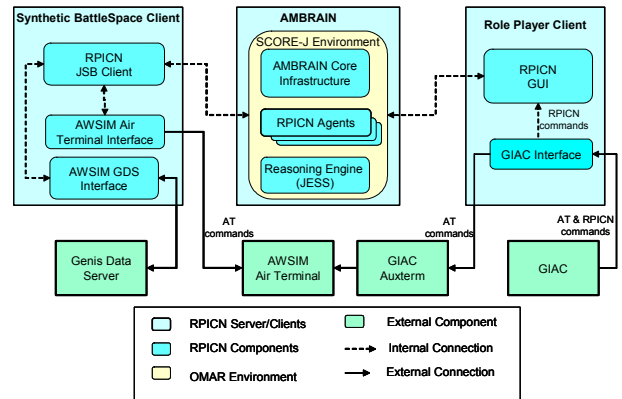 Synthetic BattleSpace Client
AMBRAIN
Role Player Client
SCORE-J Environment
RPICN
JSB Client
AMBRAIN Core
Infrastructure
RPICN
GUI
RPICN
commands
AWSIM Air
Terminal Interface
RPICN Agents
GIAC Interface
AWSIM GDS
Interface
Reasoning Engine
(JESS)
AT
commands
AT
commands
AT & RPICN
commands
Genis Data
Server
AWSIM
Air Terminal
GIAC
Auxterm
GIAC
RPICN Server/Clients
External Component
RPICN Components
Internal Connection
OMAR Environment
External Connection